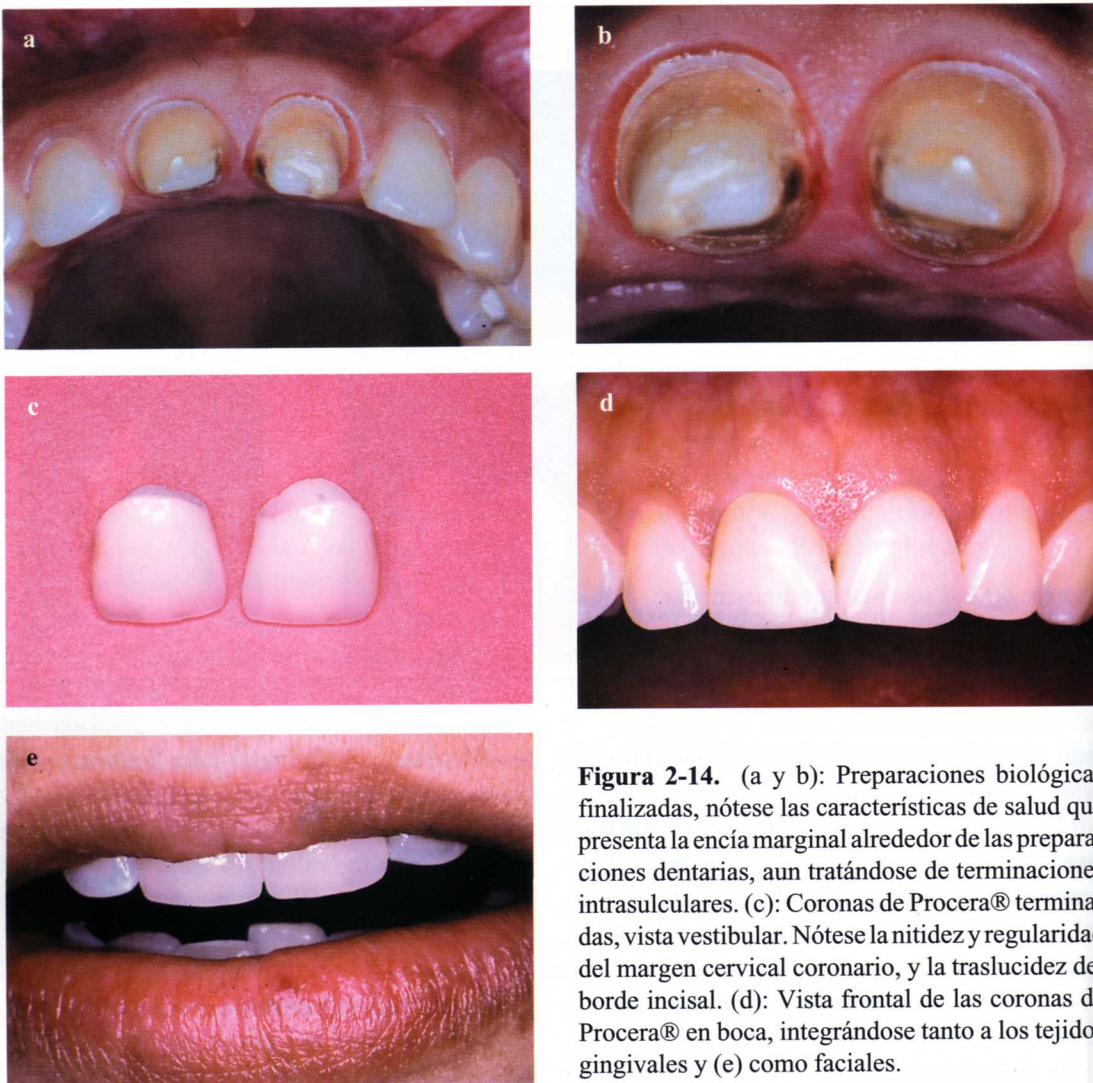 a
b
c
d
e
Figura 2-14. (a y b): Preparaciones biológica
finalizadas, nótese las características de salud qu
presenta la encía marginal alrededor de las prepara
ciones dentarias, aun tratándose de terminacione
intrasulculares. (c): Coronas de Procera® termina
das, vista vestibular. Nótese la nitidez y regularida
del margen cervical coronario, y la traslucidez de
borde incisal. (d): Vista frontal de las coronas d
Procera® en boca, integrándose tanto a los tejido
gingivales y (e) como faciales.